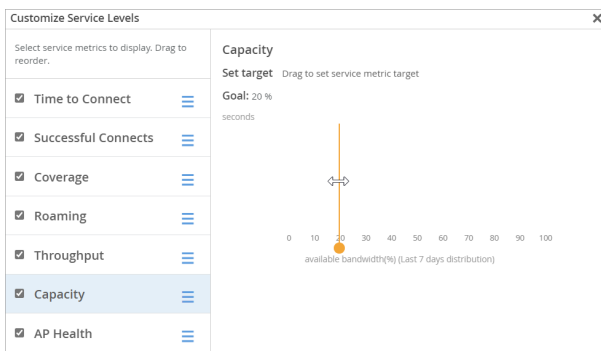 Customize Service Levels
Select service metrics to display. Drag to
reorder.
Time to Connect
Successful Connects
Coverage
Roaming
Throughput
Capacity
AP Health
Capacity
Set target Drag to set service metric target
Goal: 20 %
seconds
0 10 20 30 40 50 60 70 80 90 100
available bandwidth(%) (Last 7 days distribution)